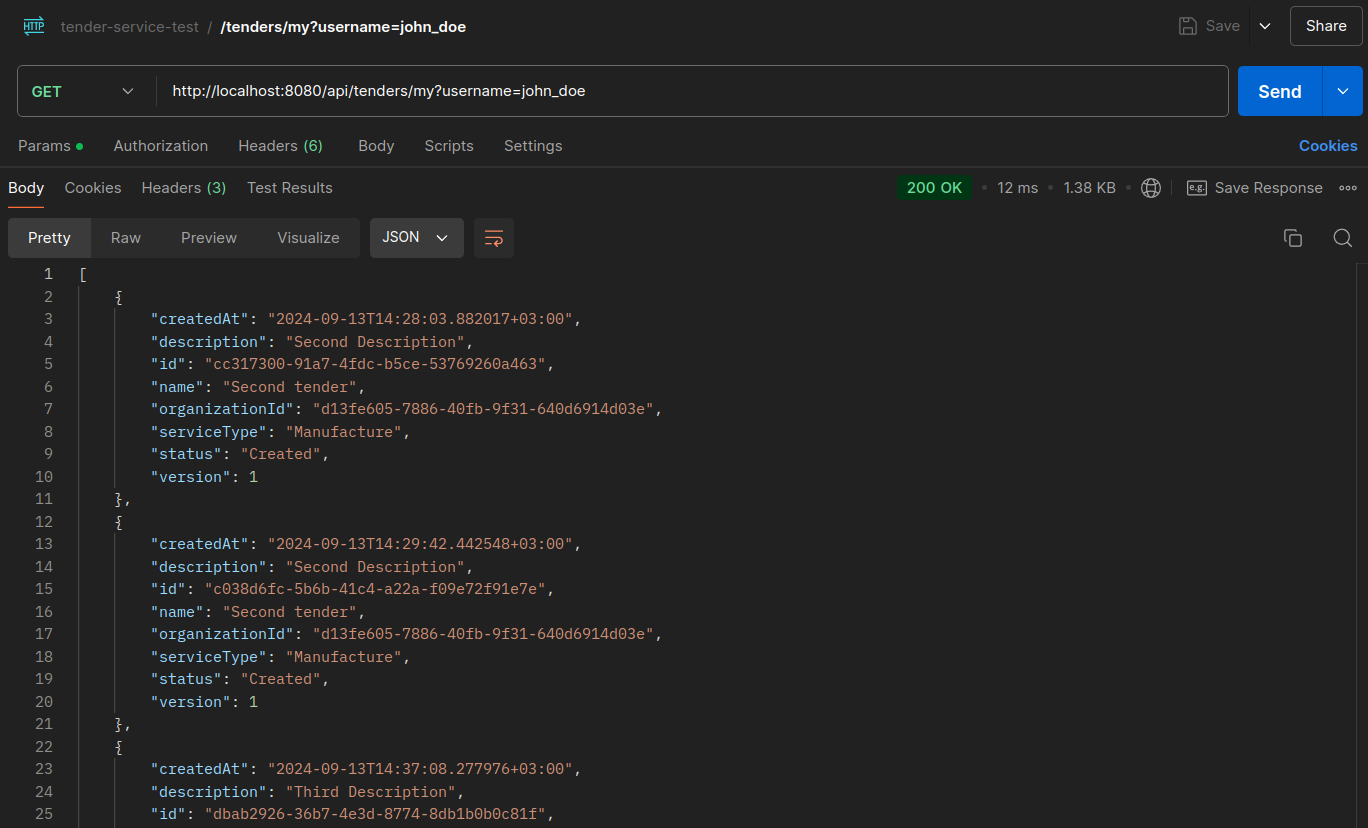 HTTP tender-service-test / /tenders/my?username=john_doe Save Share
GET http://localhost:8080/api/tenders/my?username=john_doe Send
Params Authorization Headers (6) Body Scripts Settings Cookies
Body Cookies Headers (3) Test Results 200 OK 12 ms 1.38 KB e.g. Save Response
Pretty Raw Preview Visualize JSON
1 [
2 {
3 "createdAt": "2024-09-13T14:28:03.882017+03:00",
4 "description": "Second Description",
5 "id": "cc317300-91a7-4fdc-b5ce-53769260a463",
6 "name": "Second tender",
7 "organizationId": "d13fe605-7886-40fb-9f31-640d6914d03e",
8 "serviceType": "Manufacture",
9 "status": "Created",
10 "version": 1
11 },
12 {
13 "createdAt": "2024-09-13T14:29:42.442548+03:00",
14 "description": "Second Description",
15 "id": "c038d6fc-5b6b-41c4-a22a-f09e72f91e7e",
16 "name": "Second tender",
17 "organizationId": "d13fe605-7886-40fb-9f31-640d6914d03e",
18 "serviceType": "Manufacture",
19 "status": "Created",
20 "version": 1
21 },
22 {
23 "createdAt": "2024-09-13T14:37:08.277976+03:00",
24 "description": "Third Description",
25 "id": "dbab2926-36b7-4e3d-8774-8db1b0b0c81f",